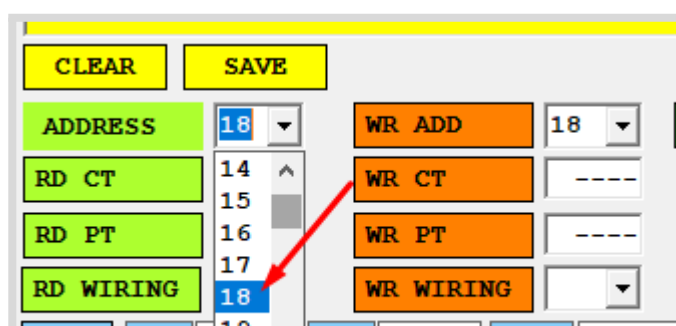 CLEAR SAVE
ADDRESS 18 WR ADD 18
RD CT 14 WR CT ----
15
RD PT 16 WR PT ----
17
RD WIRING 18 WR WIRING